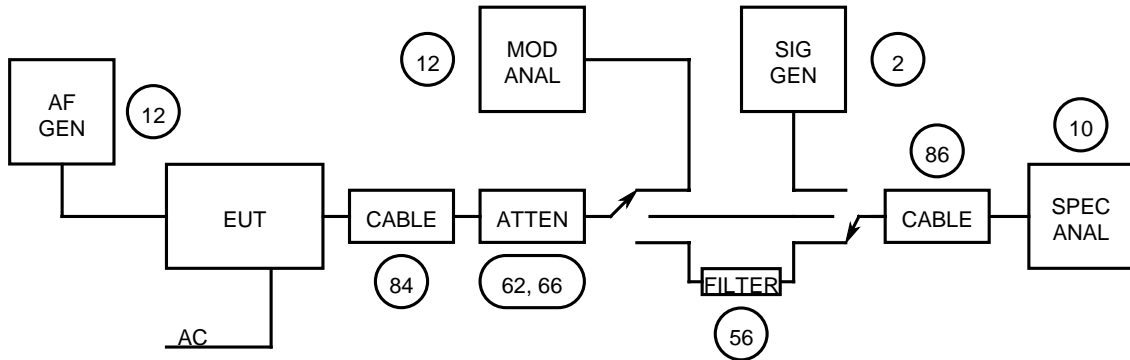 AF
GEN
12
12
MOD
ANAL
SIG
GEN
2
10
86
EUT
CABLE
ATTEN
CABLE
SPEC
ANAL
84
62, 66
FILTER
56
AC